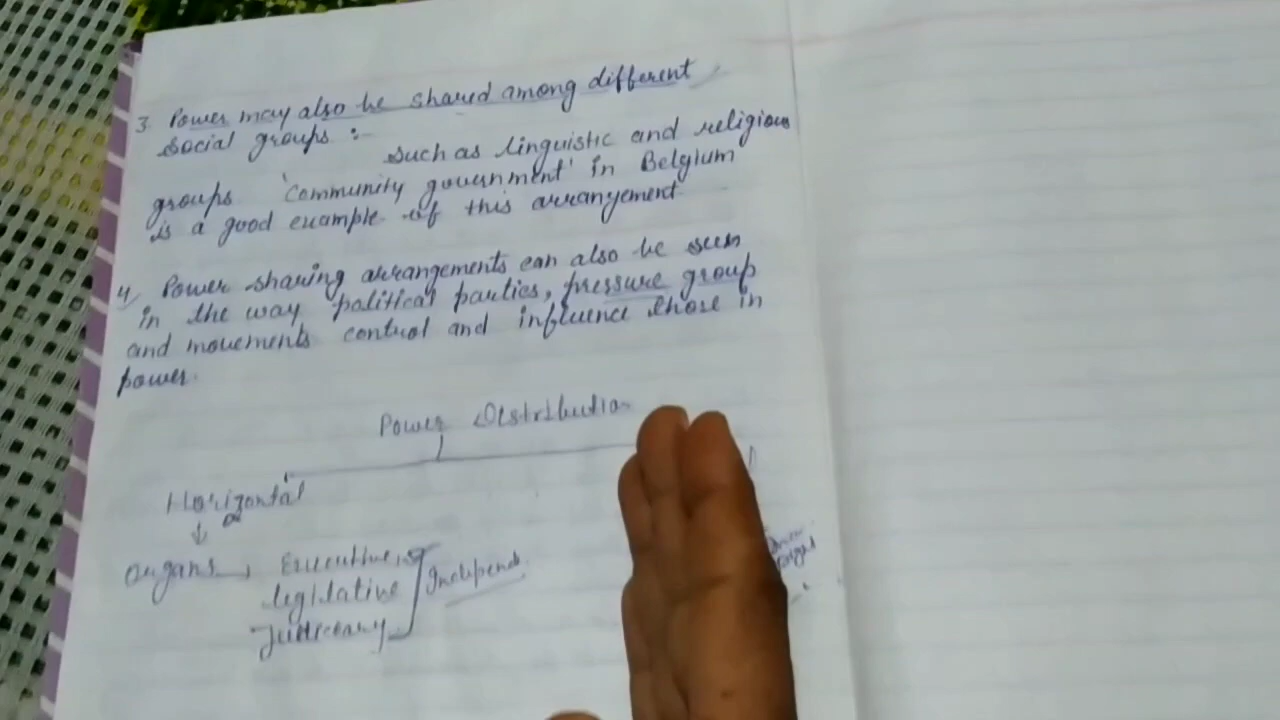 3. Power may also be shared among different
social groups :-
such as linguistic and religious
groups 'Community government' in Belgium
is a good example of this arrangement
4, Power sharing arrangements can also be seen
in the way political parties, pressure group
and movements control and influence those in
power.
Power Distribution
Horizontal
organs Executive
legislative Independ.
Judiciary